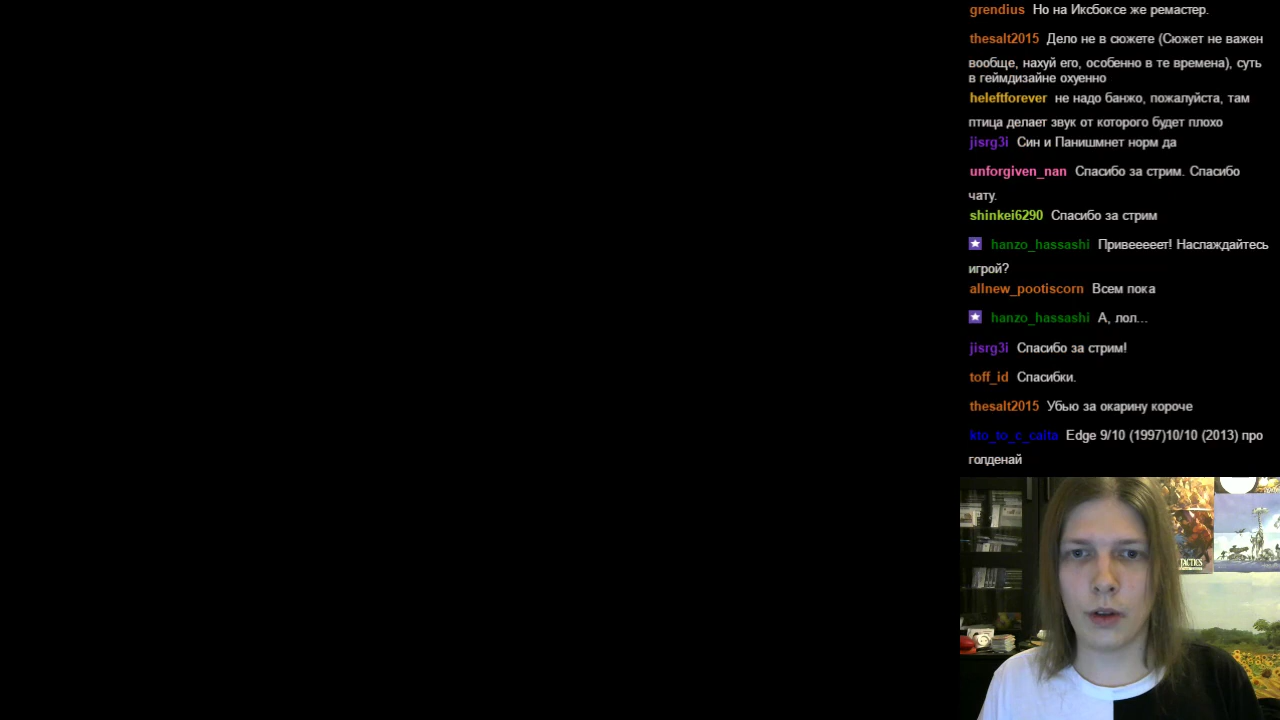 grendius Но на Иксбоксе же ремастер.
thesalt2015 Дело не в сюжете (Сюжет не важен
вообще, нахуй его, особенно в те времена), суть
в геймдизайне охуенно
heleftforever не надо банжо, пожалуйста, там
птица делает звук от которого будет плохо
jisrg3i Син и Панишмнет норм да
unforgiven_nan Спасибо за стрим. Спасибо
чату.
shinkei6290 Спасибо за стрим
hanzo_hassashi Привеееееет! Наслаждайтесь
игрой?
allnew_pootiscorn Всем пока
hanzo_hassashi А, лол...
jisrg3i Спасибо за стрим!
toff_id Спасибки.
thesalt2015 Убью за окарину короче
kto_to_c_caita Edge 9/10 (1997)10/10 (2013) про
голденай
TACTICS